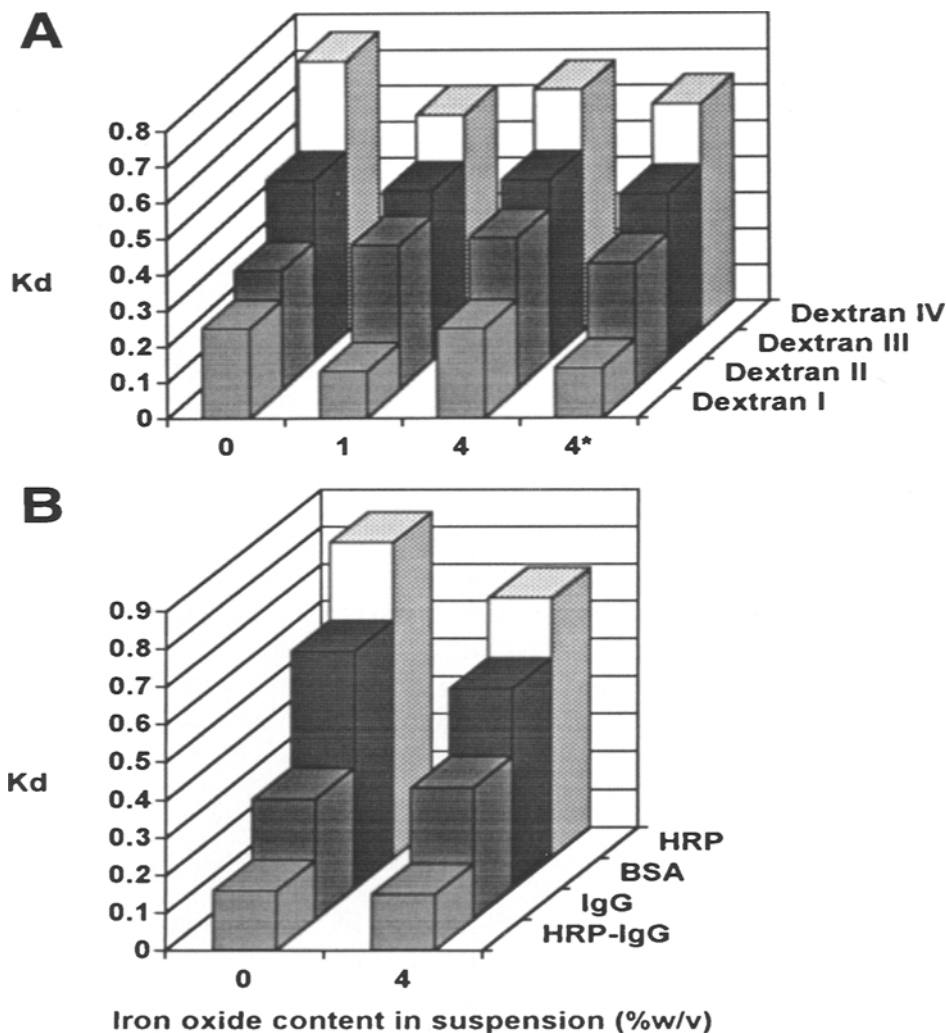 A
0.8
0.7
0.6
0.5
0.4
0.3
0.2
0.1
0
Kd
Dextran IV
Dextran III
Dextran II
Dextran I
0 1 4 4*
B
0.9
0.8
0.7
0.6
0.5
0.4
0.3
0.2
0.1
0
Kd
HRP
BSA
IgG
HRP-IgG
0 4
Iron oxide content in suspension (%w/v)